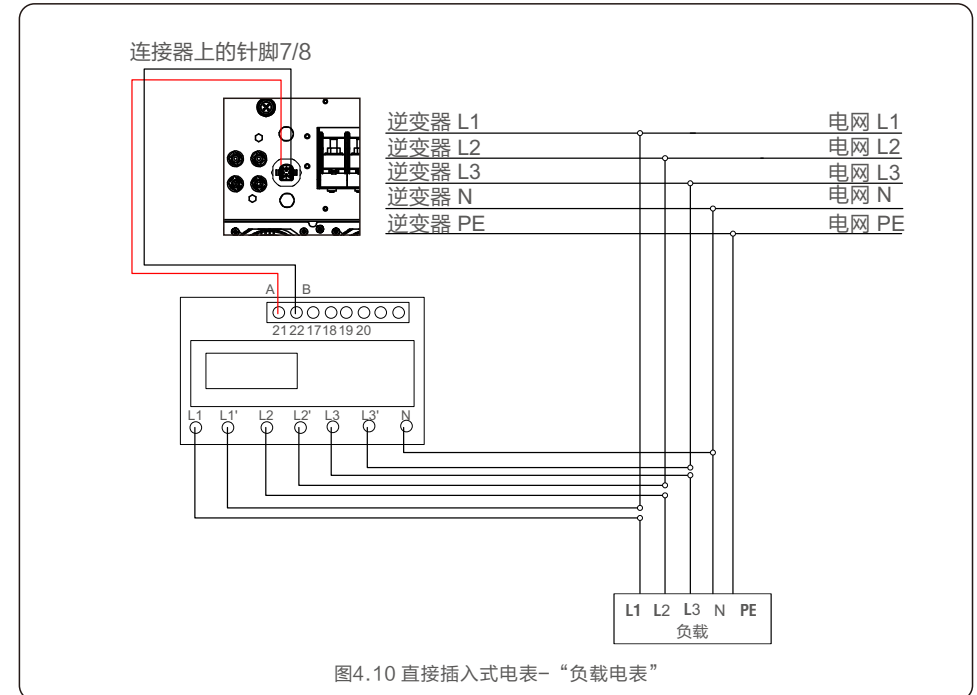 连接器上的针脚7/8
逆变器 L1 电网 L1
逆变器 L2 电网 L2
逆变器 L3 电网 L3
逆变器 N 电网 N
逆变器 PE 电网 PE
A B
21 22 17 18 19 20
L1 L1' L2 L2' L3 L3' N
L1 L2 L3 N PE
负载
图4.10 直接插入式电表-“负载电表”